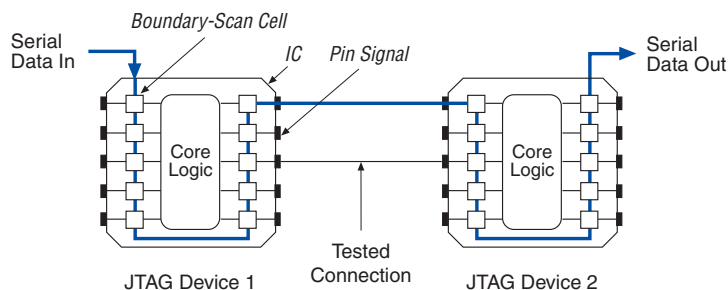 Boundary-Scan Cell
Serial
Data In
IC
Pin Signal
Serial
Data Out
Core
Logic
Core
Logic
Tested
Connection
JTAG Device 1
JTAG Device 2